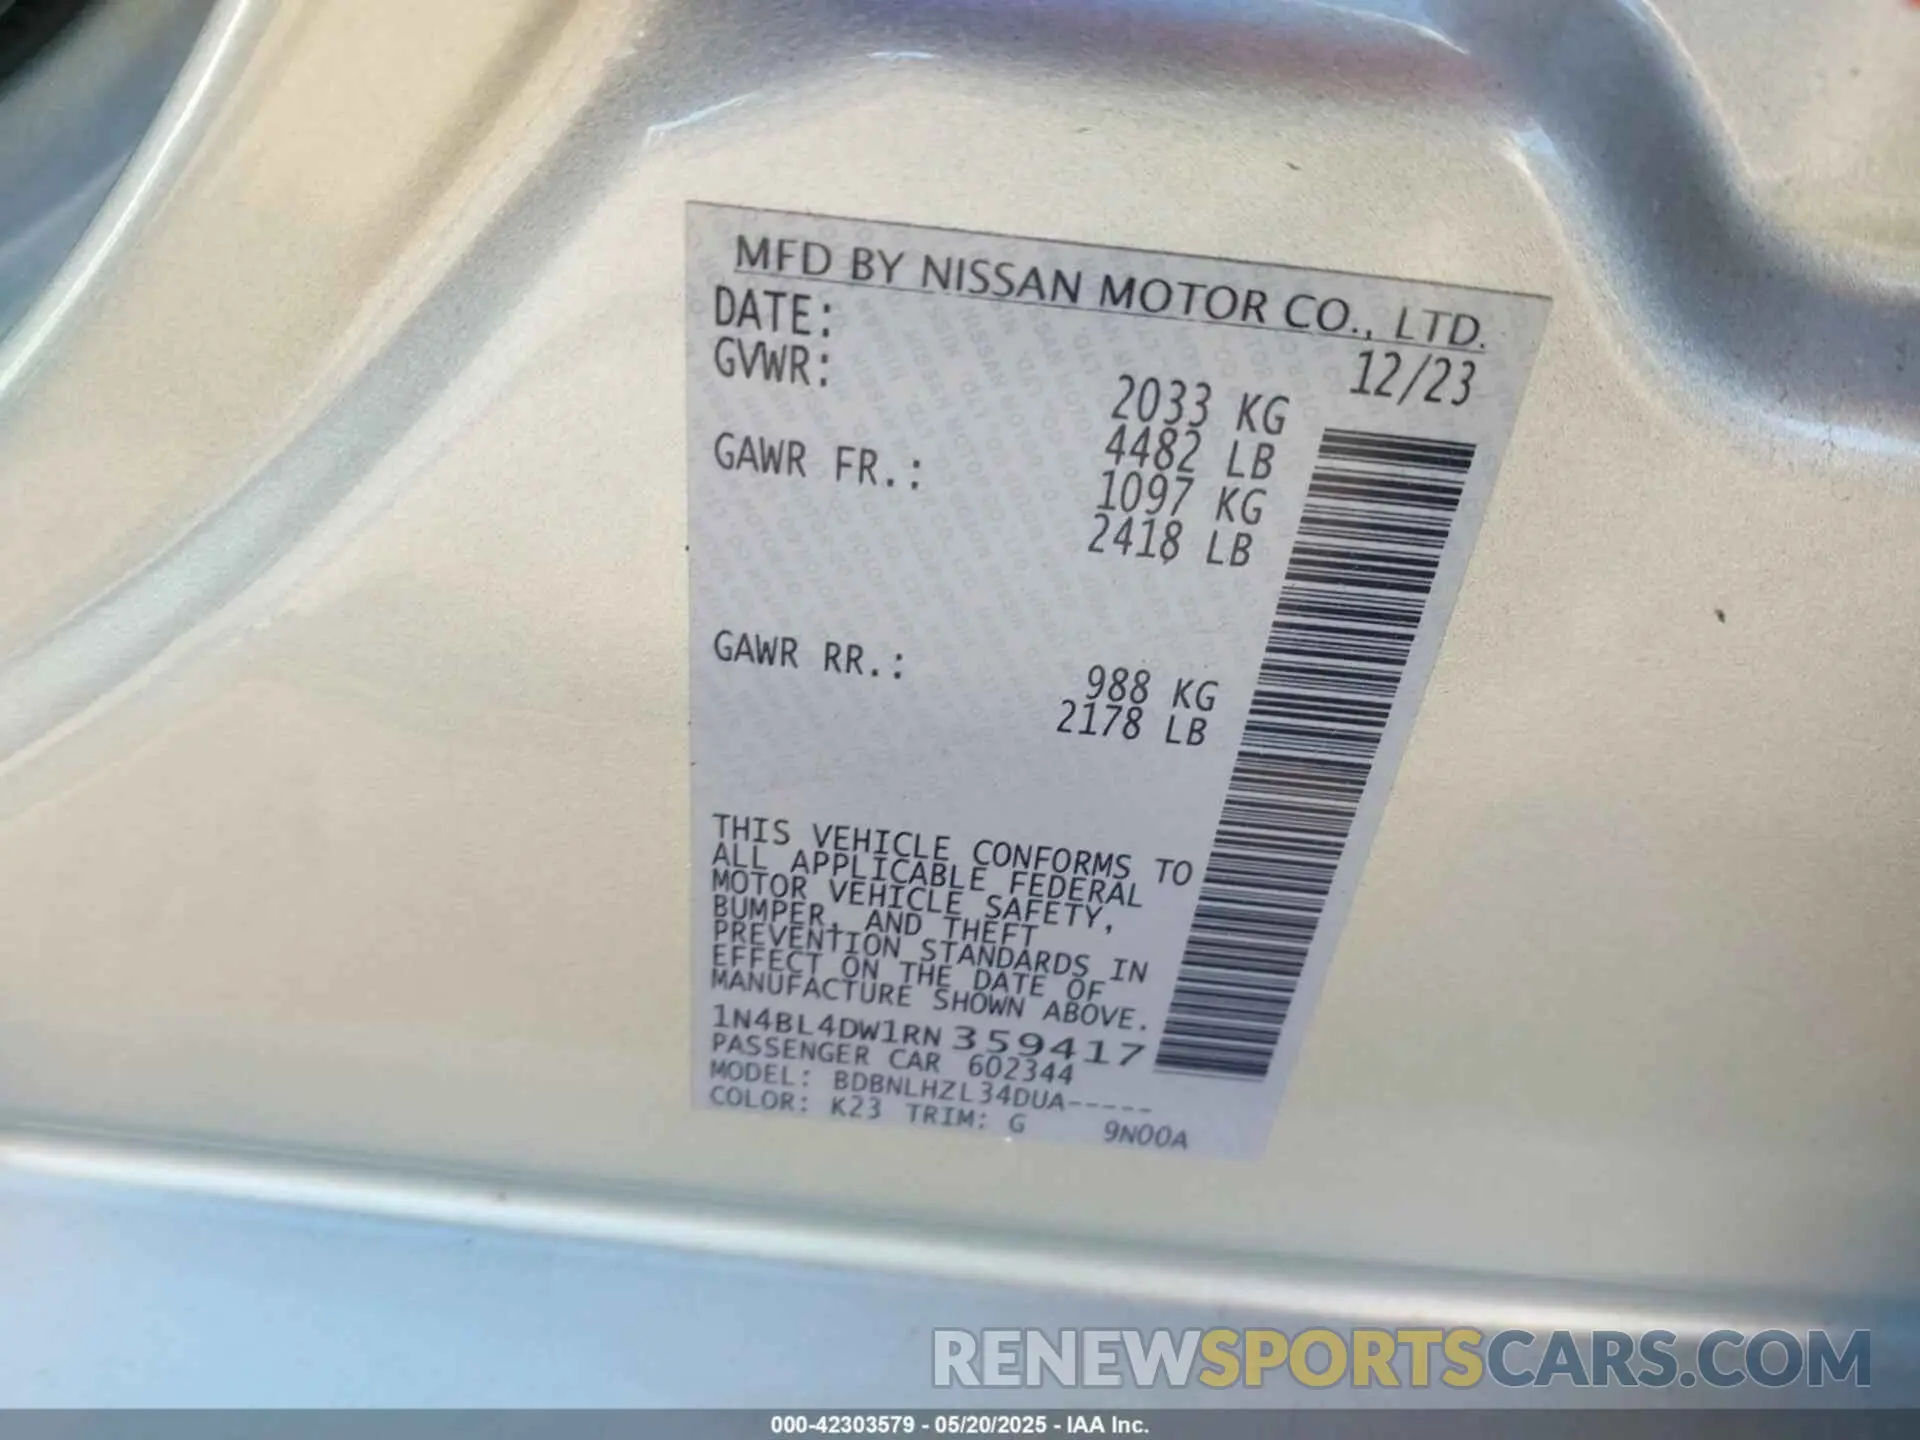 MFD BY NISSAN MOTOR CO., LTD.
DATE: 12/23
GVWR: 2033 KG
4482 LB
GAWR FR.: 1097 KG
2418 LB
GAWR RR.: 988 KG
2178 LB
THIS VEHICLE CONFORMS TO
ALL APPLICABLE FEDERAL
MOTOR VEHICLE SAFETY,
BUMPER, AND THEFT
PREVENTION STANDARDS IN
EFFECT ON THE DATE OF
MANUFACTURE SHOWN ABOVE.
1N4BL4DW1RN359417
PASSENGER CAR 602344
MODEL: BDBNLHZL34DUA-----
COLOR: K23 TRIM: G 9N00A
RENEWSPORTSCARS.COM
000-42303579 - 05/20/2025 - IAA Inc.